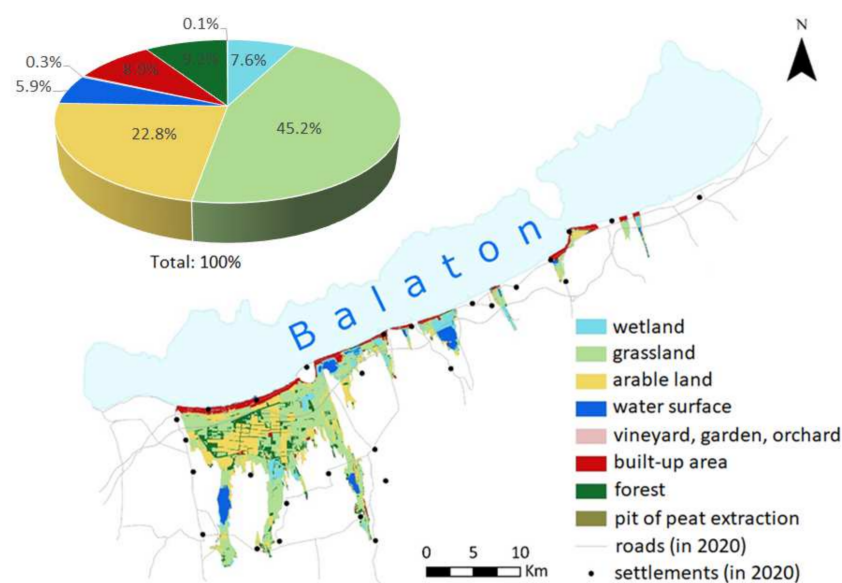 0.1%
N
0.3%
7.6%
5.9%
22.8%
45.2%
Total: 100%
Balaton
wetland
grassland
arable land
water surface
vineyard, garden, orchard
built-up area
forest
pit of peat extraction
roads (in 2020)
settlements (in 2020)
0 5 10
Km